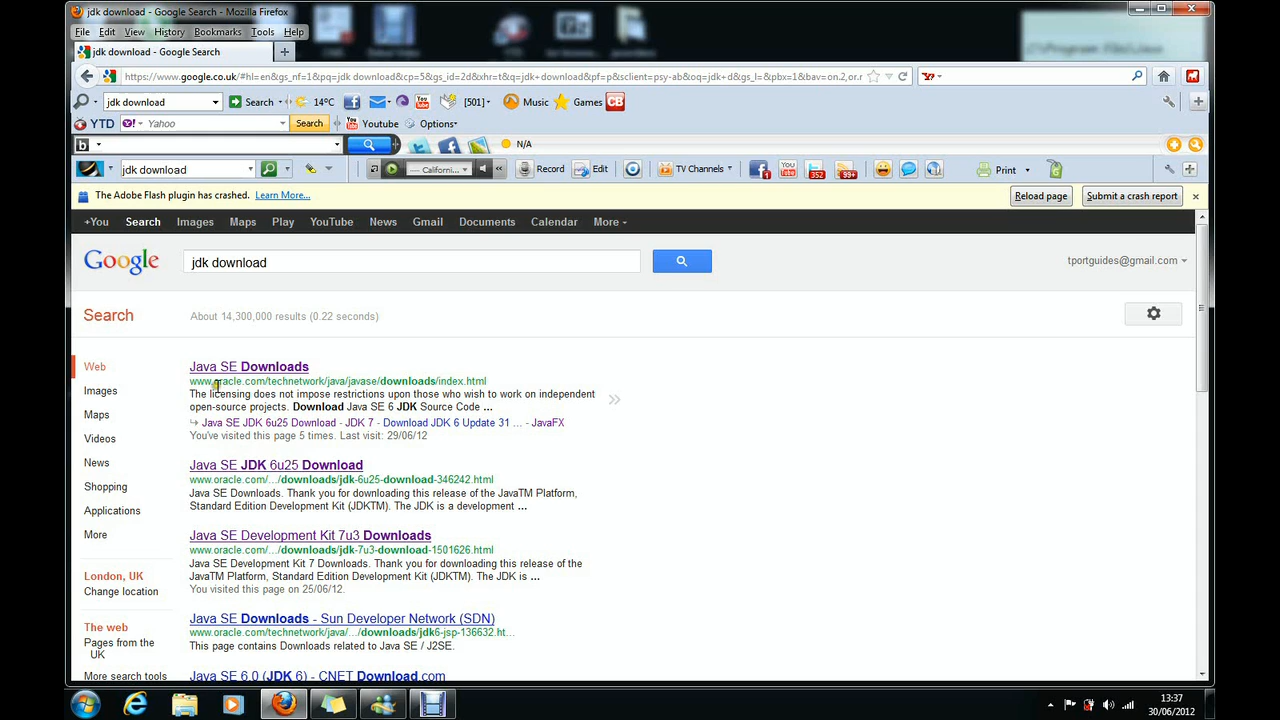 jdk download - Google Search - Mozilla Firefox
File Edit View History Bookmarks Tools Help
jdk download - Google Search
https://www.google.co.uk/#hl=en&gs_nf=1&pq=jdk download&cp=5&gs_id=2d&xhr=t&q=jdk+download&pf=p&sclient=psy-ab&oq=jdk+d&gs_l=&pbx=1&bav=on.2,or.r
jdk download Search 14°C [501] Music Games CB
YTD Yahoo Search Youtube Options
b N/A
jdk download --- Californi... Record Edit TV Channels 1 352 99+ Print
The Adobe Flash plugin has crashed. Learn More... Reload page Submit a crash report
+You Search Images Maps Play YouTube News Gmail Documents Calendar More
Google jdk download tportguides@gmail.com
Search About 14,300,000 results (0.22 seconds)
Web
Images
Maps
Videos
News
Shopping
Applications
More
London, UK
Change location
The web
Pages from the
UK
More search tools
Java SE Downloads
www.oracle.com/technetwork/java/javase/downloads/index.html
The licensing does not impose restrictions upon those who wish to work on independent
open-source projects. Download Java SE 6 JDK Source Code ...
Java SE JDK 6u25 Download - JDK 7 - Download JDK 6 Update 31 ... - JavaFX
You've visited this page 5 times. Last visit: 29/06/12
Java SE JDK 6u25 Download
www.oracle.com/.../downloads/jdk-6u25-download-346242.html
Java SE Downloads. Thank you for downloading this release of the JavaTM Platform,
Standard Edition Development Kit (JDKTM). The JDK is a development ...
Java SE Development Kit 7u3 Downloads
www.oracle.com/.../downloads/jdk-7u3-download-1501626.html
Java SE Development Kit 7 Downloads. Thank you for downloading this release of the
JavaTM Platform, Standard Edition Development Kit (JDKTM). The JDK is ...
You visited this page on 25/06/12.
Java SE Downloads - Sun Developer Network (SDN)
www.oracle.com/technetwork/java/.../downloads/jdk6-jsp-136632.ht...
This page contains Downloads related to Java SE / J2SE.
Java SE 6.0 (JDK 6) - CNET Download.com
13:37
30/06/2012